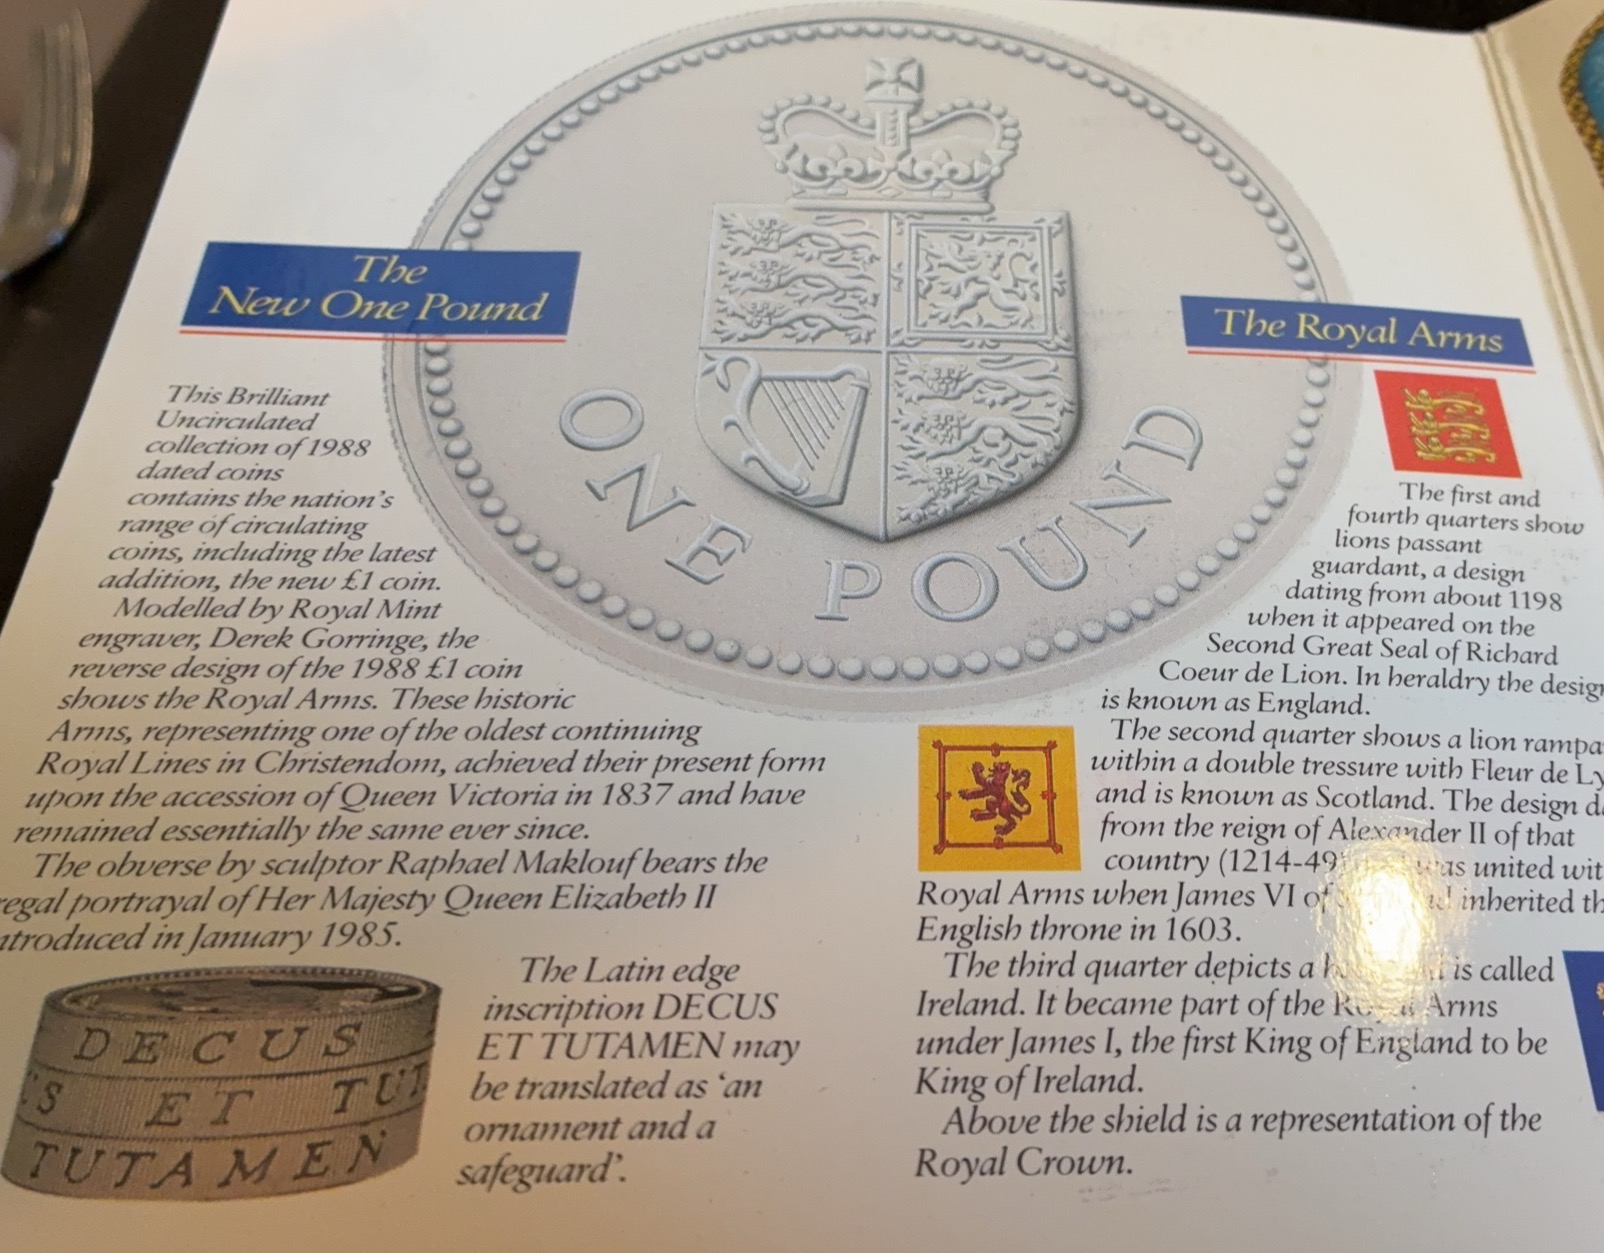 The
New One Pound
This Brilliant
Uncirculated
collection of 1988
dated coins
contains the nation's
range of circulating
coins, including the latest
addition, the new £1 coin.
Modelled by Royal Mint
engraver, Derek Gorringe, the
reverse design of the 1988 £1 coin
shows the Royal Arms. These historic
Arms, representing one of the oldest continuing
Royal Lines in Christendom, achieved their present form
upon the accession of Queen Victoria in 1837 and have
remained essentially the same ever since.
The obverse by sculptor Raphael Maklouf bears the
regal portrayal of Her Majesty Queen Elizabeth II
ntroduced in January 1985.
The Latin edge
inscription DECUS
ET TUTAMEN may
be translated as 'an
ornament and a
safeguard'.
DECUS
'S ET TUT
TUTAMEN
ONE POUND
The Royal Arms
The first and
fourth quarters show
lions passant
guardant, a design
dating from about 1198
when it appeared on the
Second Great Seal of Richard
Coeur de Lion. In heraldry the design
is known as England.
The second quarter shows a lion rampa
within a double tressure with Fleur de Ly
and is known as Scotland. The design da
from the reign of Alexander II of that
country (1214-49) was united wit
Royal Arms when James VI of inherited th
English throne in 1603.
The third quarter depicts a is called
Ireland. It became part of the Royal Arms
under James I, the first King of England to be
King of Ireland.
Above the shield is a representation of the
Royal Crown.